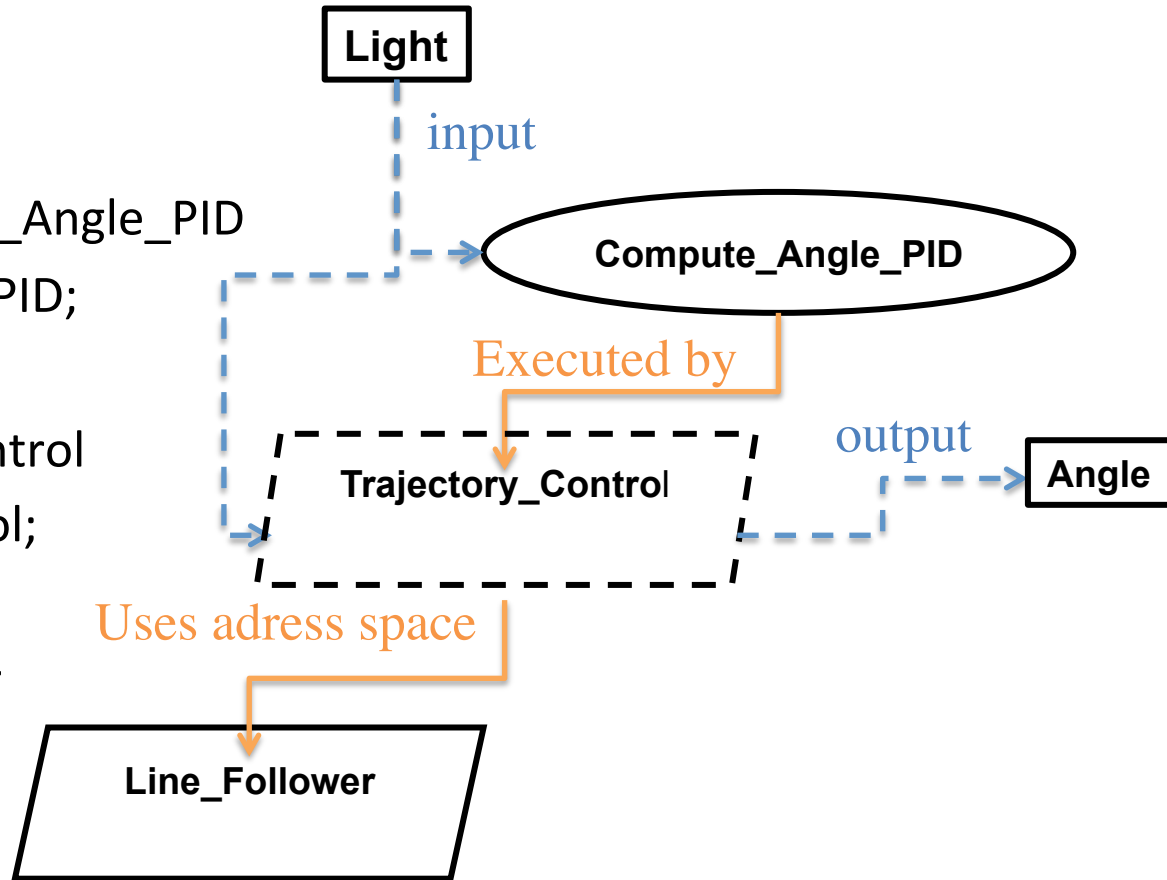 Light
input
_Angle_PID
Compute_Angle_PID
PID;
Executed by
ntrol
output
Trajectory_Control
Angle
ol;
Uses adress space
Line_Follower